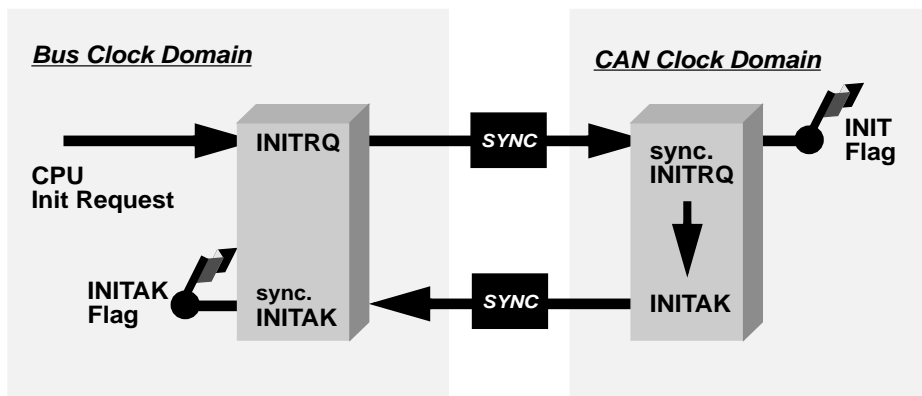 Bus Clock Domain
CAN Clock Domain
CPU
Init Request
INITRQ
SYNC
sync.
INITRQ
INIT
Flag
INITAK
Flag
sync.
INITAK
SYNC
INITAK